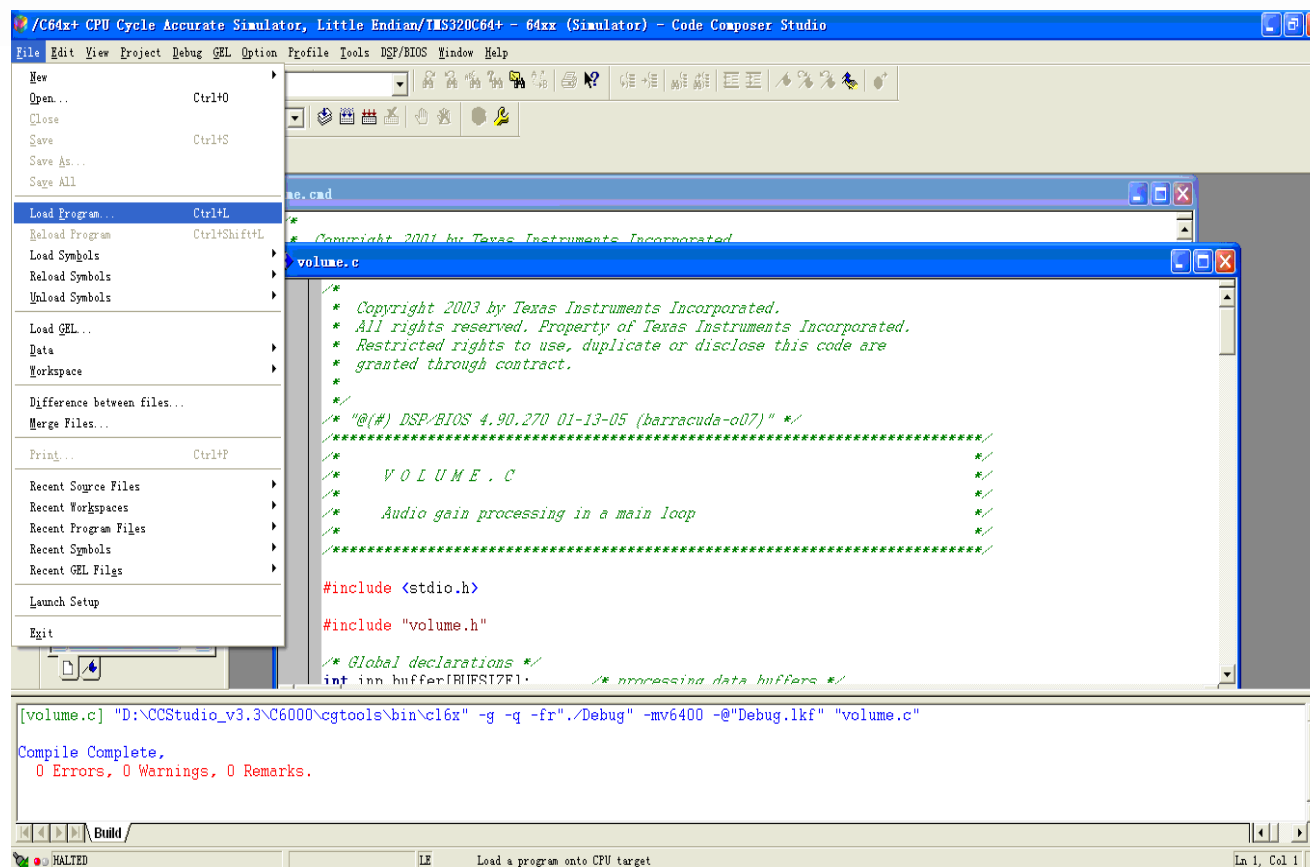 /C64x+ CPU Cycle Accurate Simulator, Little Endian/TMS320C64+ - 64xx (Simulator) - Code Composer Studio
File Edit View Project Debug GEL Option Profile Tools DSP/BIOS Window Help
New
Open... Ctrl+O
Close
Save Ctrl+S
Save As...
Save All
Load Program... Ctrl+L
Reload Program Ctrl+Shift+L
Load Symbols
Reload Symbols
Unload Symbols
Load GEL...
Data
Workspace
Difference between files...
Merge Files...
Print... Ctrl+P
Recent Source Files
Recent Workspaces
Recent Program Files
Recent Symbols
Recent GEL Files
Launch Setup
Exit
me.cmd
/*
* Copyright 2001 by Texas Instruments Incorporated
volume.c
/*
* Copyright 2003 by Texas Instruments Incorporated.
* All rights reserved. Property of Texas Instruments Incorporated.
* Restricted rights to use, duplicate or disclose this code are
* granted through contract.
*
*/
/* "@(#) DSP/BIOS 4.90.270 01-13-05 (barracuda-o07)" */
/***************************************************************************/
/* */
/* V O L U M E . C */
/* */
/* Audio gain processing in a main loop */
/* */
/***************************************************************************/
#include <stdio.h>
#include "volume.h"
/* Global declarations */
int inp_buffer[BUFSIZE]; /* processing data buffers */
[volume.c] "D:\CCStudio_v3.3\C6000\cgtools\bin\cl6x" -g -q -fr"./Debug" -mv6400 -@"Debug.lkf" "volume.c"
Compile Complete,
0 Errors, 0 Warnings, 0 Remarks.
Build
HALTED LE Load a program onto CPU target Ln 1, Col 1